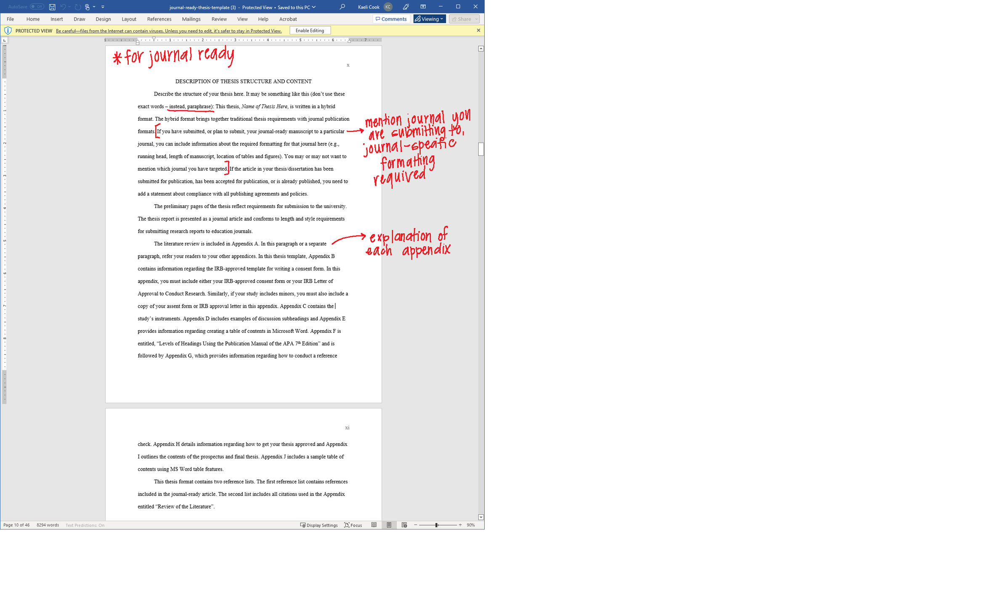 AutoSave Off journal-ready-thesis-template (3) - Protected View • Saved to this PC Kaeli Cook KC
File Home Insert Draw Design Layout References Mailings Review View Help Acrobat Comments Viewing Share
PROTECTED VIEW Be careful—files from the Internet can contain viruses. Unless you need to edit, it's safer to stay in Protected View. Enable Editing
1 1 2 3 4 5 6 7
*for journal ready
x
DESCRIPTION OF THESIS STRUCTURE AND CONTENT
Describe the structure of your thesis here. It may be something like this (don’t use these
exact words – instead, paraphrase): This thesis, Name of Thesis Here, is written in a hybrid
format. The hybrid format brings together traditional thesis requirements with journal publication
formats. [If you have submitted, or plan to submit, your journal-ready manuscript to a particular
journal, you can include information about the required formatting for that journal here (e.g.,
running head, length of manuscript, location of tables and figures). You may or may not want to
mention which journal you have targeted.] If the article in your thesis/dissertation has been
submitted for publication, has been accepted for publication, or is already published, you need to
add a statement about compliance with all publishing agreements and policies.
mention journal you
are submitting to,
journal-specific
formatting
required
The preliminary pages of the thesis reflect requirements for submission to the university.
The thesis report is presented as a journal article and conforms to length and style requirements
for submitting research reports to education journals.
The literature review is included in Appendix A. In this paragraph or a separate
paragraph, refer your readers to your other appendices. In this thesis template, Appendix B
contains information regarding the IRB-approved template for writing a consent form. In this
appendix, you must include either your IRB-approved consent form or your IRB Letter of
Approval to Conduct Research. Similarly, if your study includes minors, you must also include a
copy of your assent form or IRB approval letter in this appendix. Appendix C contains the
study’s instruments. Appendix D includes examples of discussion subheadings and Appendix E
provides information regarding creating a table of contents in Microsoft Word. Appendix F is
entitled, “Levels of Headings Using the Publication Manual of the APA 7th Edition” and is
followed by Appendix G, which provides information regarding how to conduct a reference
explanation of
each appendix
xi
check. Appendix H details information regarding how to get your thesis approved and Appendix
I outlines the contents of the prospectus and final thesis. Appendix J includes a sample table of
contents using MS Word table features.
This thesis format contains two reference lists. The first reference list contains references
included in the journal-ready article. The second list includes all citations used in the Appendix
entitled “Review of the Literature”.
Page 10 of 46 8294 words Text Predictions: On Display Settings Focus 90%